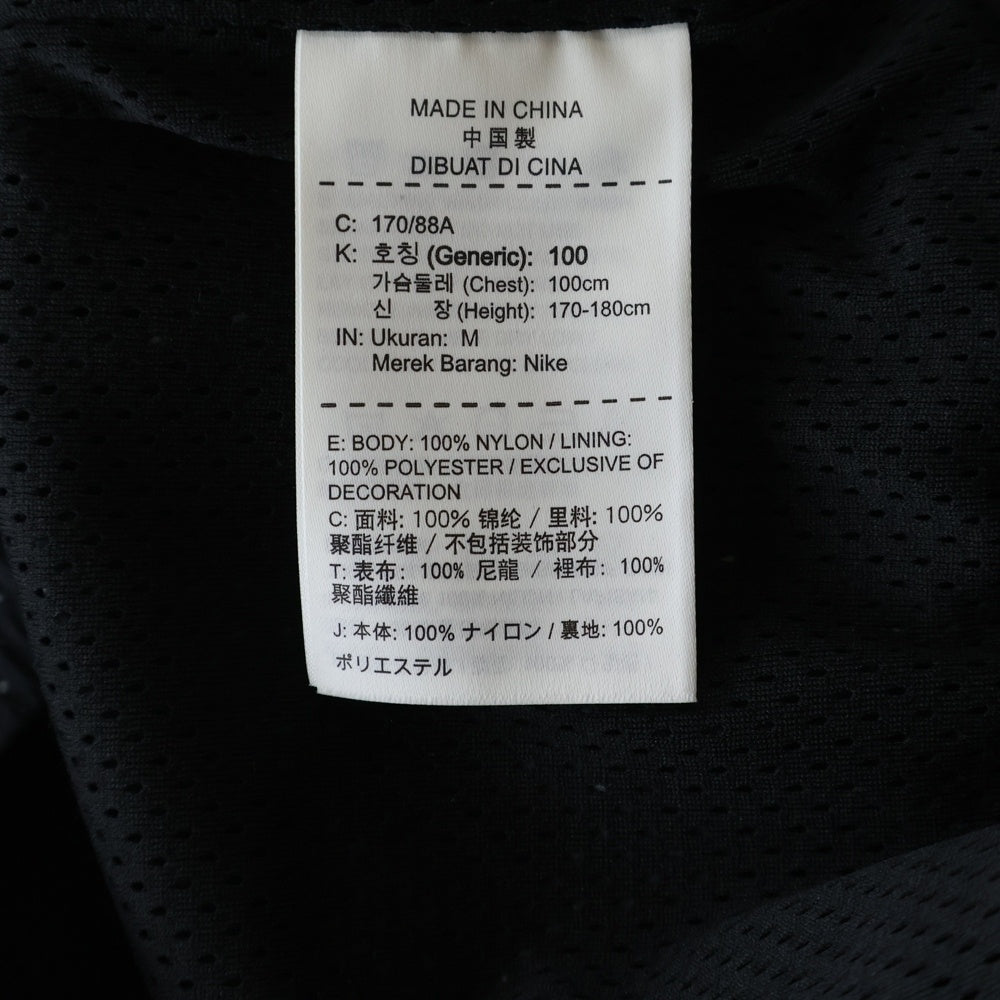 MADE IN CHINA
中国製
DIBUAT DI CINA
C: 170/88A
K: 호칭 (Generic): 100
가슴둘레 (Chest): 100cm
신 장 (Height): 170-180cm
IN: Ukuran: M
Merek Barang: Nike
E: BODY: 100% NYLON / LINING:
100% POLYESTER / EXCLUSIVE OF
DECORATION
C: 面料: 100% 锦纶 / 里料: 100%
聚酯纤维 / 不包括装饰部分
T: 表布: 100% 尼龍 / 裡布: 100%
聚酯纖維
J: 本体: 100% ナイロン / 裏地: 100%
ポリエステル